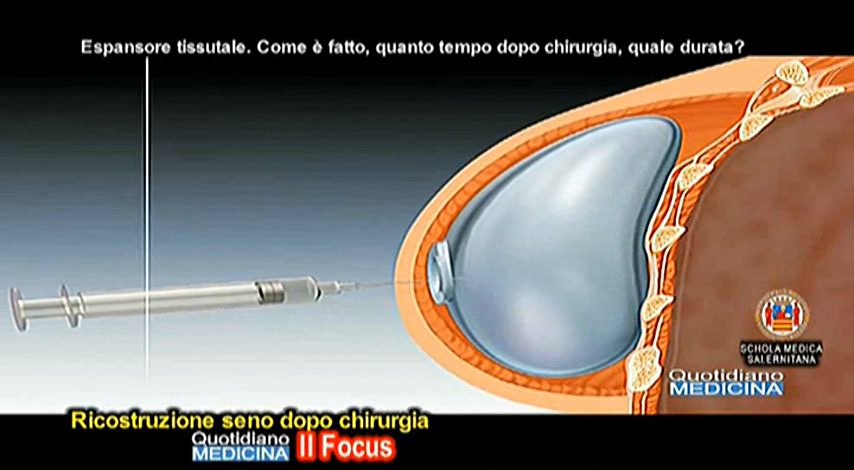 Espansore tissutale. Come è fatto, quanto tempo dopo chirurgia, quale durata?
SCHOLA MEDICA
SALERNITANA
Quotidiano
MEDICINA
Ricostruzione seno dopo chirurgia
Quotidiano
MEDICINA
Il Focus